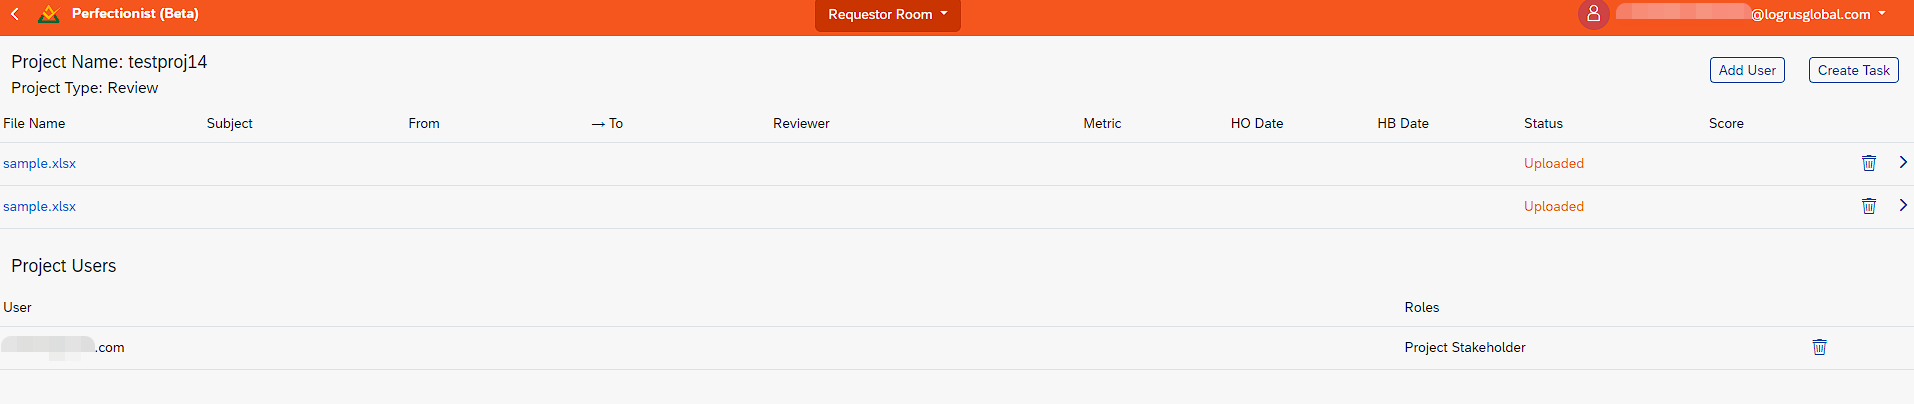 Perfectionist (Beta) Requestor Room @logrusglobal.com
Project Name: testproj14
Add User Create Task
Project Type: Review
File Name Subject From → To Reviewer Metric HO Date HB Date Status Score
sample.xlsx Uploaded
sample.xlsx Uploaded
Project Users
User Roles
.com Project Stakeholder